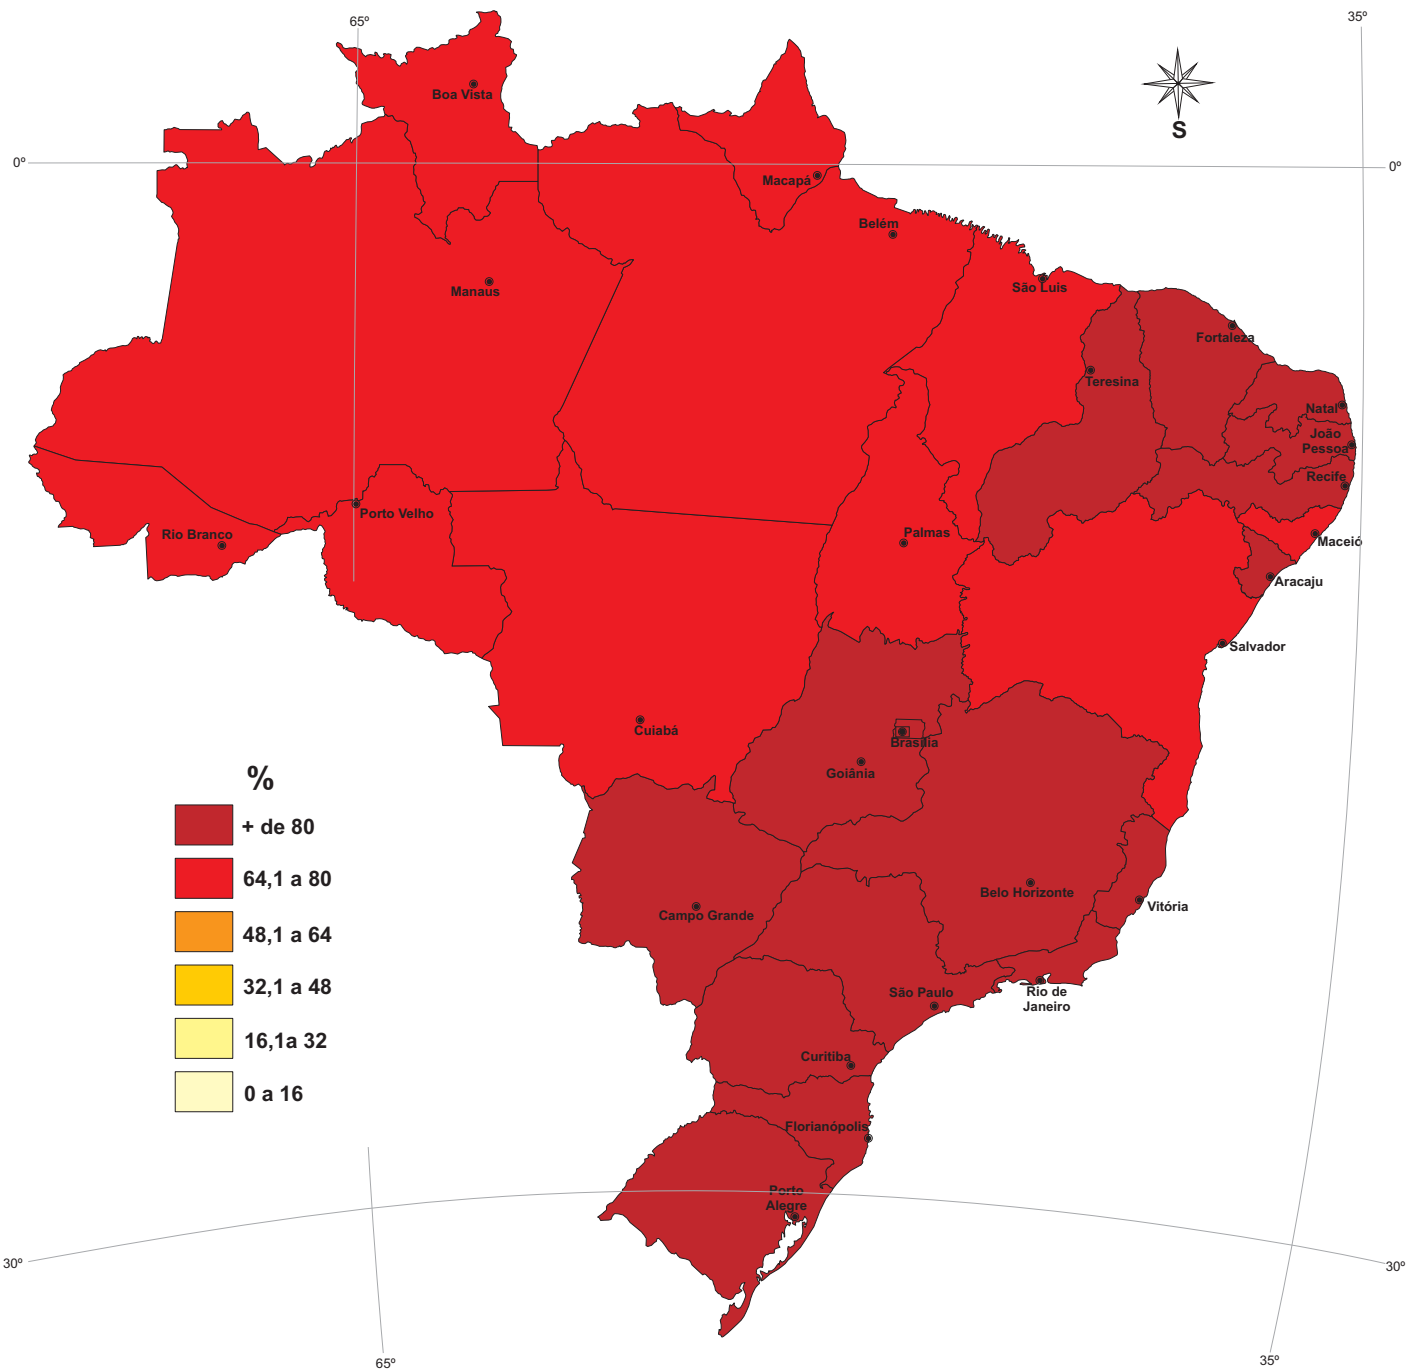 65º
35º
Boa Vista
S
0º
0º
Macapá
Belém
Manaus
São Luis
Fortaleza
Teresina
Natal
João
Pessoa
Recife
Porto Velho
Rio Branco
Palmas
Maceió
Aracaju
Salvador
Cuiabá
Brasília
Goiânia
%
+ de 80
64,1 a 80
48,1 a 64
32,1 a 48
16,1a 32
0 a 16
Belo Horizonte
Campo Grande
Vitória
São Paulo
Rio de
Janeiro
Curitiba
Florianópolis
Porto
Alegre
30º
30º
65º
35º